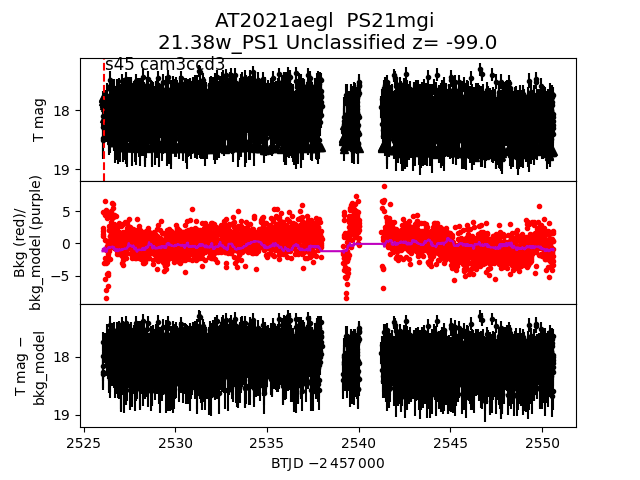 AT2021aegl  PS21mgi
21.38w_PS1 Unclassified z= -99.0
s45 cam3ccd3
T mag
18
19
Bkg (red)/
bkg_model (purple)
5
0
−5
T mag −
bkg_model
18
19
2525 2530 2535 2540 2545 2550
BTJD −2 457 000